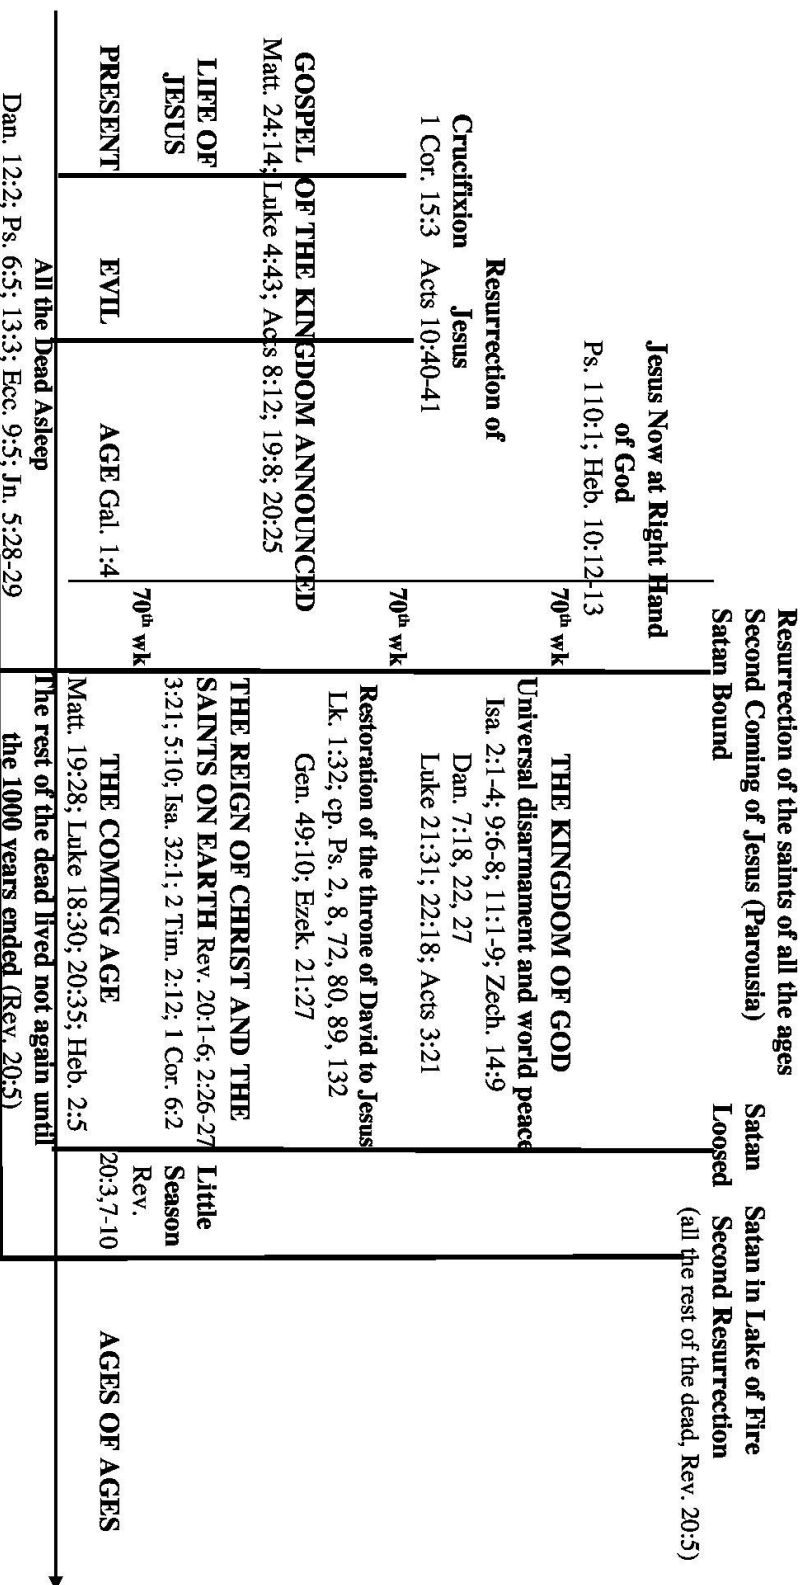 Resurrection of the saints of all the ages
Second Coming of Jesus (Parousia)
Satan Bound
Satan
Loosed
Satan in Lake of Fire
Second Resurrection
(all the rest of the dead, Rev. 20:5)
Jesus Now at Right Hand
of God
Ps. 110:1; Heb. 10:12-13
Resurrection of
Crucifixion Jesus
1 Cor. 15:3 Acts 10:40-41
GOSPEL OF THE KINGDOM ANNOUNCED
Matt. 24:14; Luke 4:43; Acts 8:12; 19:8; 20:25
LIFE OF
JESUS
PRESENT EVIL AGE Gal. 1:4
70th wk
70th wk
70th wk
THE KINGDOM OF GOD
Universal disarmament and world peace
Isa. 2:1-4; 9:6-8; 11:1-9; Zech. 14:9
Dan. 7:18, 22, 27
Luke 21:31; 22:18; Acts 3:21
Restoration of the throne of David to Jesus
Lk. 1:32; cp. Ps. 2, 8, 72, 80, 89, 132
Gen. 49:10; Ezek. 21:27
THE REIGN OF CHRIST AND THE
SAINTS ON EARTH Rev. 20:1-6; 2:26-27
3:21; 5:10; Isa. 32:1; 2 Tim. 2:12; 1 Cor. 6:2
THE COMING AGE
Matt. 19:28; Luke 18:30; 20:35; Heb. 2:5
Little
Season
Rev.
20:3,7-10
AGES OF AGES
All the Dead Asleep
Dan. 12:2; Ps. 6:5; 13:3; Ecc. 9:5; Jn. 5:28-29
The rest of the dead lived not again until
the 1000 years ended (Rev. 20:5)